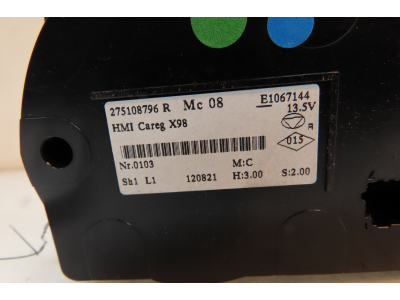 275108796 R Mc 08 E1067144
13.5V
HMI Careg X98
R
015
Nr.0103 M:C
Sh1 L1 120821 H:3.00 S:2.00